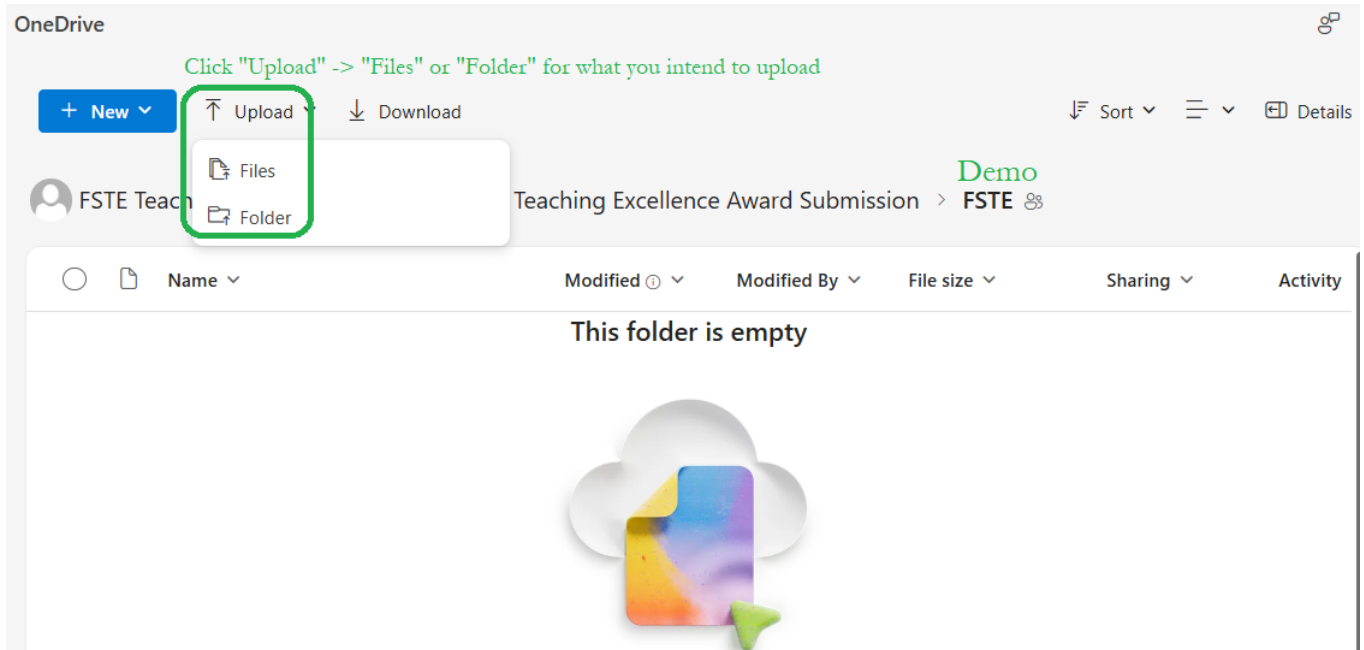 OneDrive
Click "Upload" -> "Files" or "Folder" for what you intend to upload
+ New Upload Download Sort Details
Files
Demo
FSTE Teach Teaching Excellence Award Submission > FSTE
Folder
Name Modified Modified By File size Sharing Activity
This folder is empty